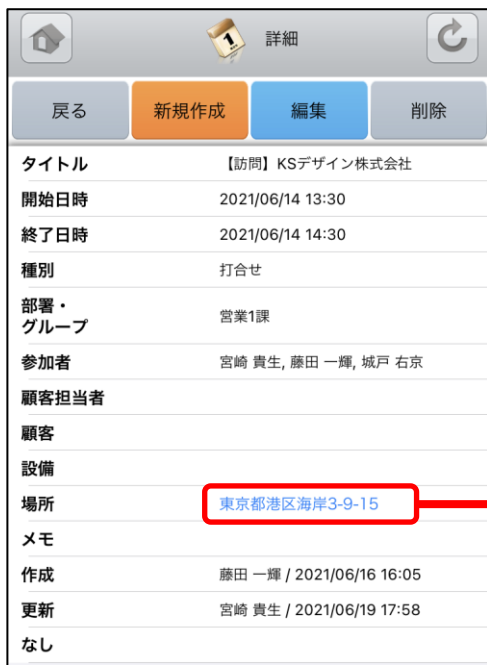 詳細
戻る 新規作成 編集 削除
タイトル 【訪問】KSデザイン株式会社
開始日時 2021/06/14 13:30
終了日時 2021/06/14 14:30
種別 打合せ
部署・
グループ 営業1課
参加者 宮崎 貴生, 藤田 一輝, 城戸 右京
顧客担当者
顧客
設備
場所 東京都港区海岸3-9-15
メモ
作成 藤田 一輝 / 2021/06/16 16:05
更新 宮崎 貴生 / 2021/06/19 17:58
なし